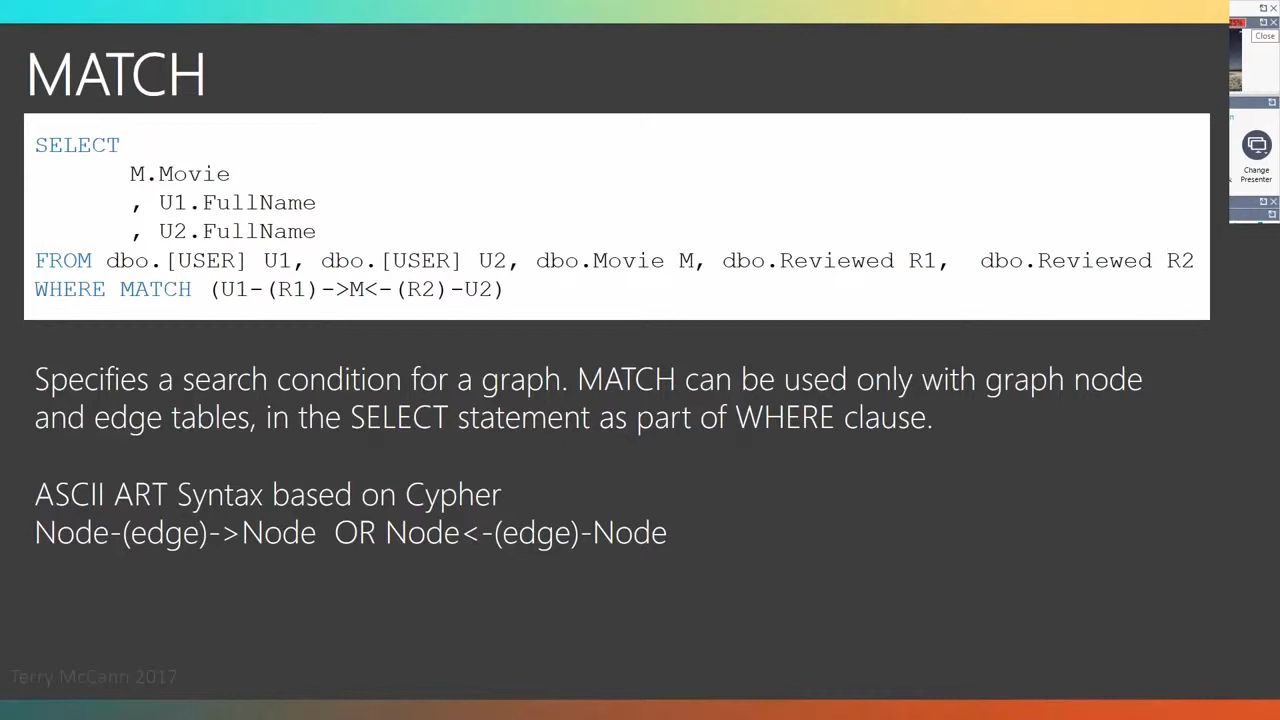 MATCH
SELECT
M.Movie
, U1.FullName
, U2.FullName
FROM dbo.[USER] U1, dbo.[USER] U2, dbo.Movie M, dbo.Reviewed R1, dbo.Reviewed R2
WHERE MATCH (U1-(R1)->M<-(R2)-U2)
Specifies a search condition for a graph. MATCH can be used only with graph node
and edge tables, in the SELECT statement as part of WHERE clause.
ASCII ART Syntax based on Cypher
Node-(edge)->Node OR Node<-(edge)-Node
Terry McCann 2017
Close
Change
Presenter